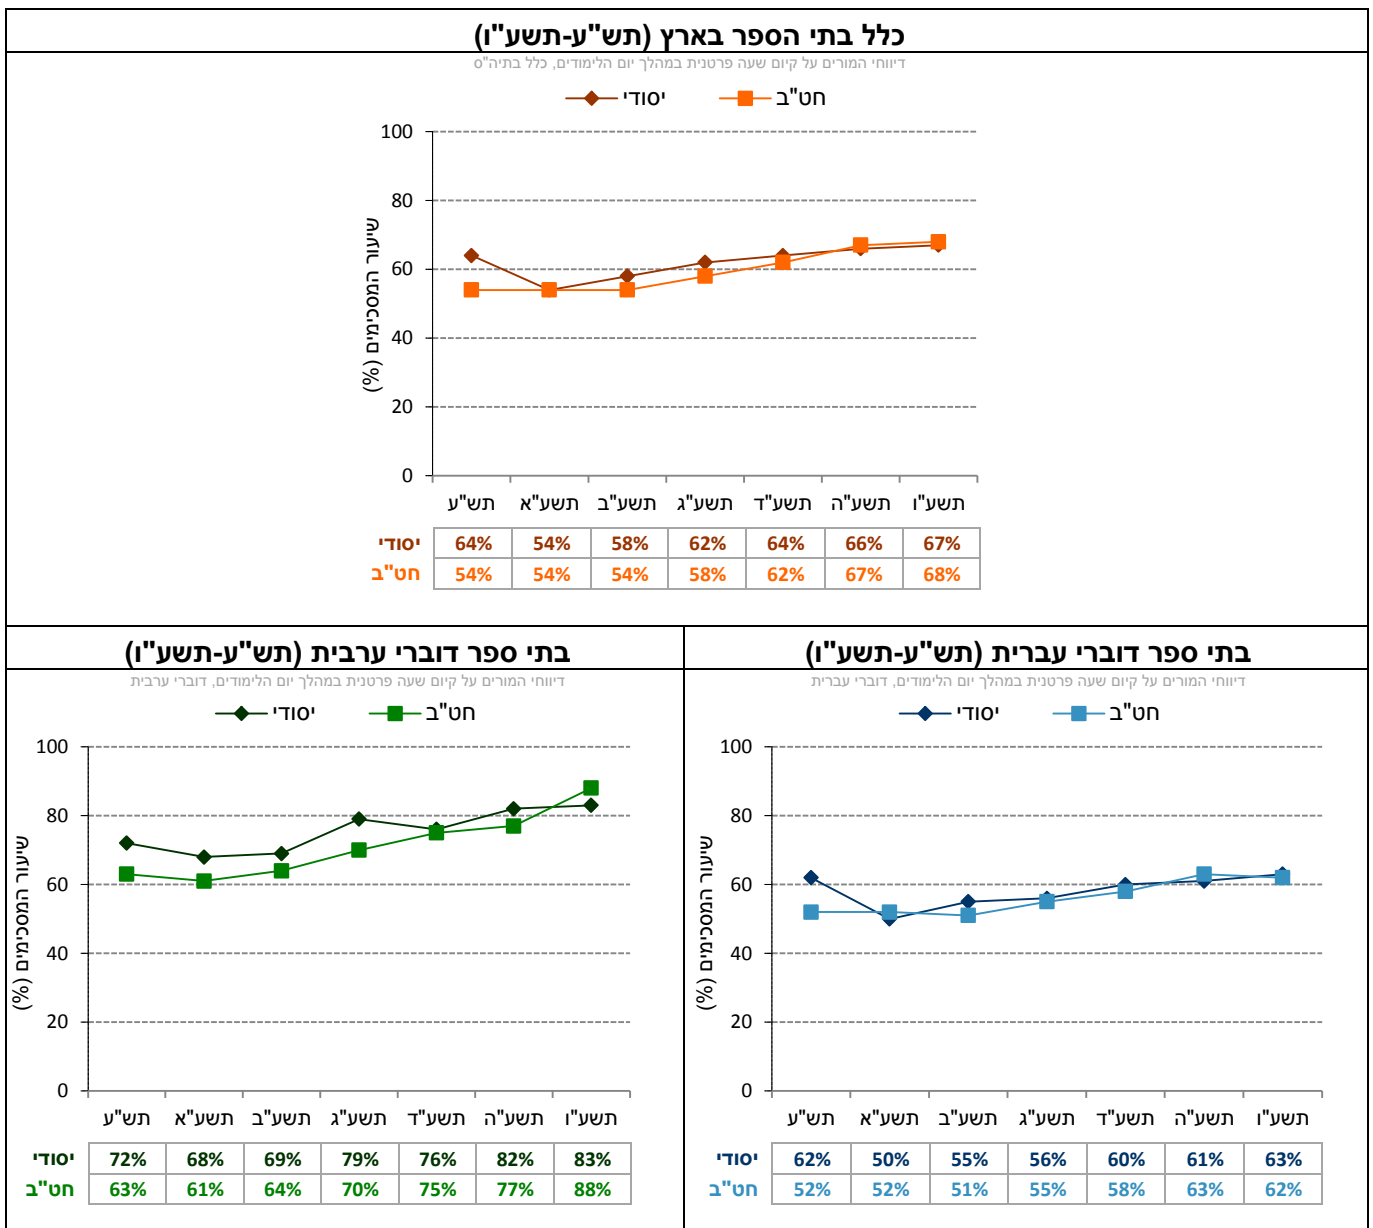 כלל בתי הספר בארץ (תש"ע-תשע"ו)
דיווחי המורים על קיום שעה פרטנית במהלך יום הלימודים, כלל בתיה"ס
יסודי חט"ב
שיעור המסכימים (%)
100
80
60
40
20
0
תש"ע תשע"א תשע"ב תשע"ג תשע"ד תשע"ה תשע"ו
יסודי 64% 54% 58% 62% 64% 66% 67%
חט"ב 54% 54% 54% 58% 62% 67% 68%
בתי ספר דוברי עברית (תש"ע-תשע"ו)
דיווחי המורים על קיום שעה פרטנית במהלך יום הלימודים, דוברי עברית
יסודי חט"ב
שיעור המסכימים (%)
100
80
60
40
20
0
תש"ע תשע"א תשע"ב תשע"ג תשע"ד תשע"ה תשע"ו
יסודי 62% 50% 55% 56% 60% 61% 63%
חט"ב 52% 52% 51% 55% 58% 63% 62%
בתי ספר דוברי ערבית (תש"ע-תשע"ו)
דיווחי המורים על קיום שעה פרטנית במהלך יום הלימודים, דוברי ערבית
יסודי חט"ב
שיעור המסכימים (%)
100
80
60
40
20
0
תש"ע תשע"א תשע"ב תשע"ג תשע"ד תשע"ה תשע"ו
יסודי 72% 68% 69% 79% 76% 82% 83%
חט"ב 63% 61% 64% 70% 75% 77% 88%